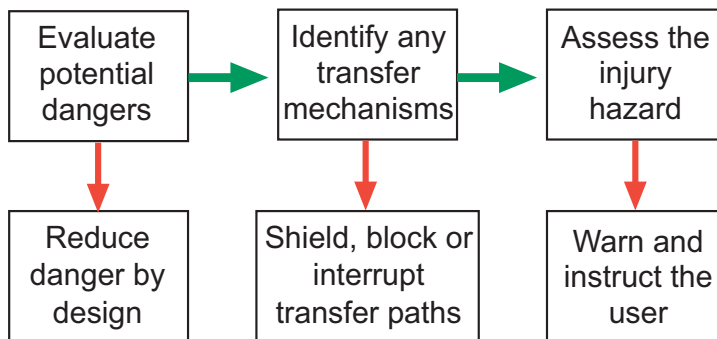 Evaluate
potential
dangers
Identify any
transfer
mechanisms
Assess the
injury
hazard
Reduce
danger by
design
Shield, block or
interrupt
transfer paths
Warn and
instruct the
user